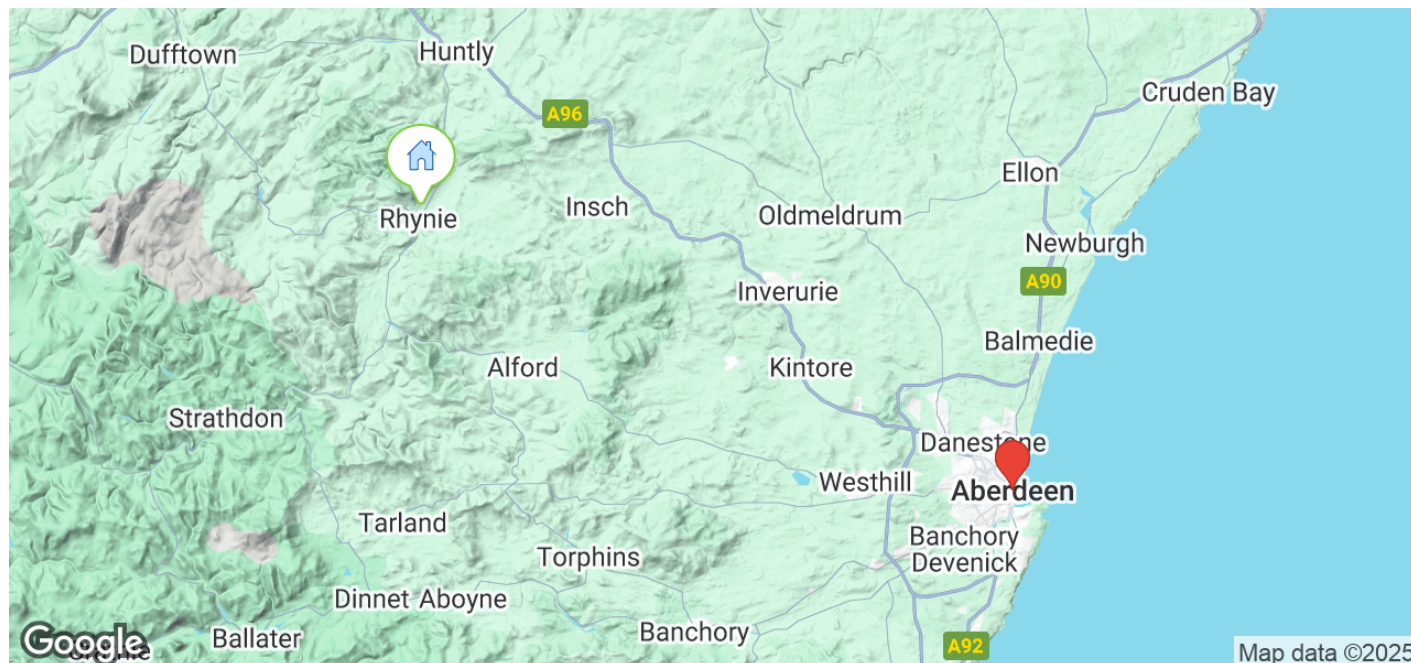 Dufftown
Huntly
Cruden Bay
A96
Ellon
Insch
Oldmeldrum
Rhynie
Newburgh
A90
Inverurie
Balmedie
Alford
Kintore
Strathdon
Danestone
Westhill
Aberdeen
Tarland
Banchory
Devenick
Torphins
Dinnet
Aboyne
Banchory
Ballater
A92
Google
Map data ©2025